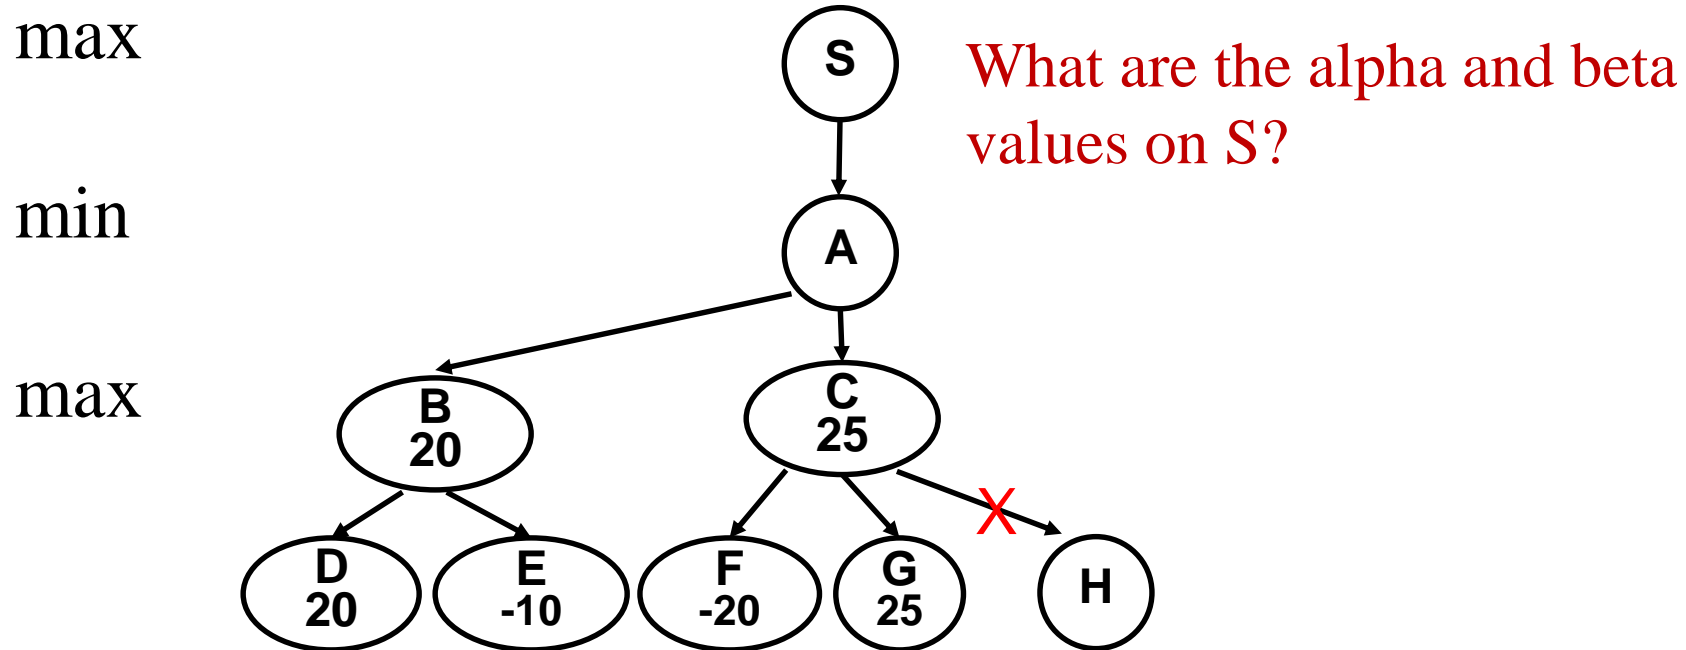 max
S
What are the alpha and beta
values on S?
min
A
max
B
20
C
25
X
D
20
E
-10
F
-20
G
25
H